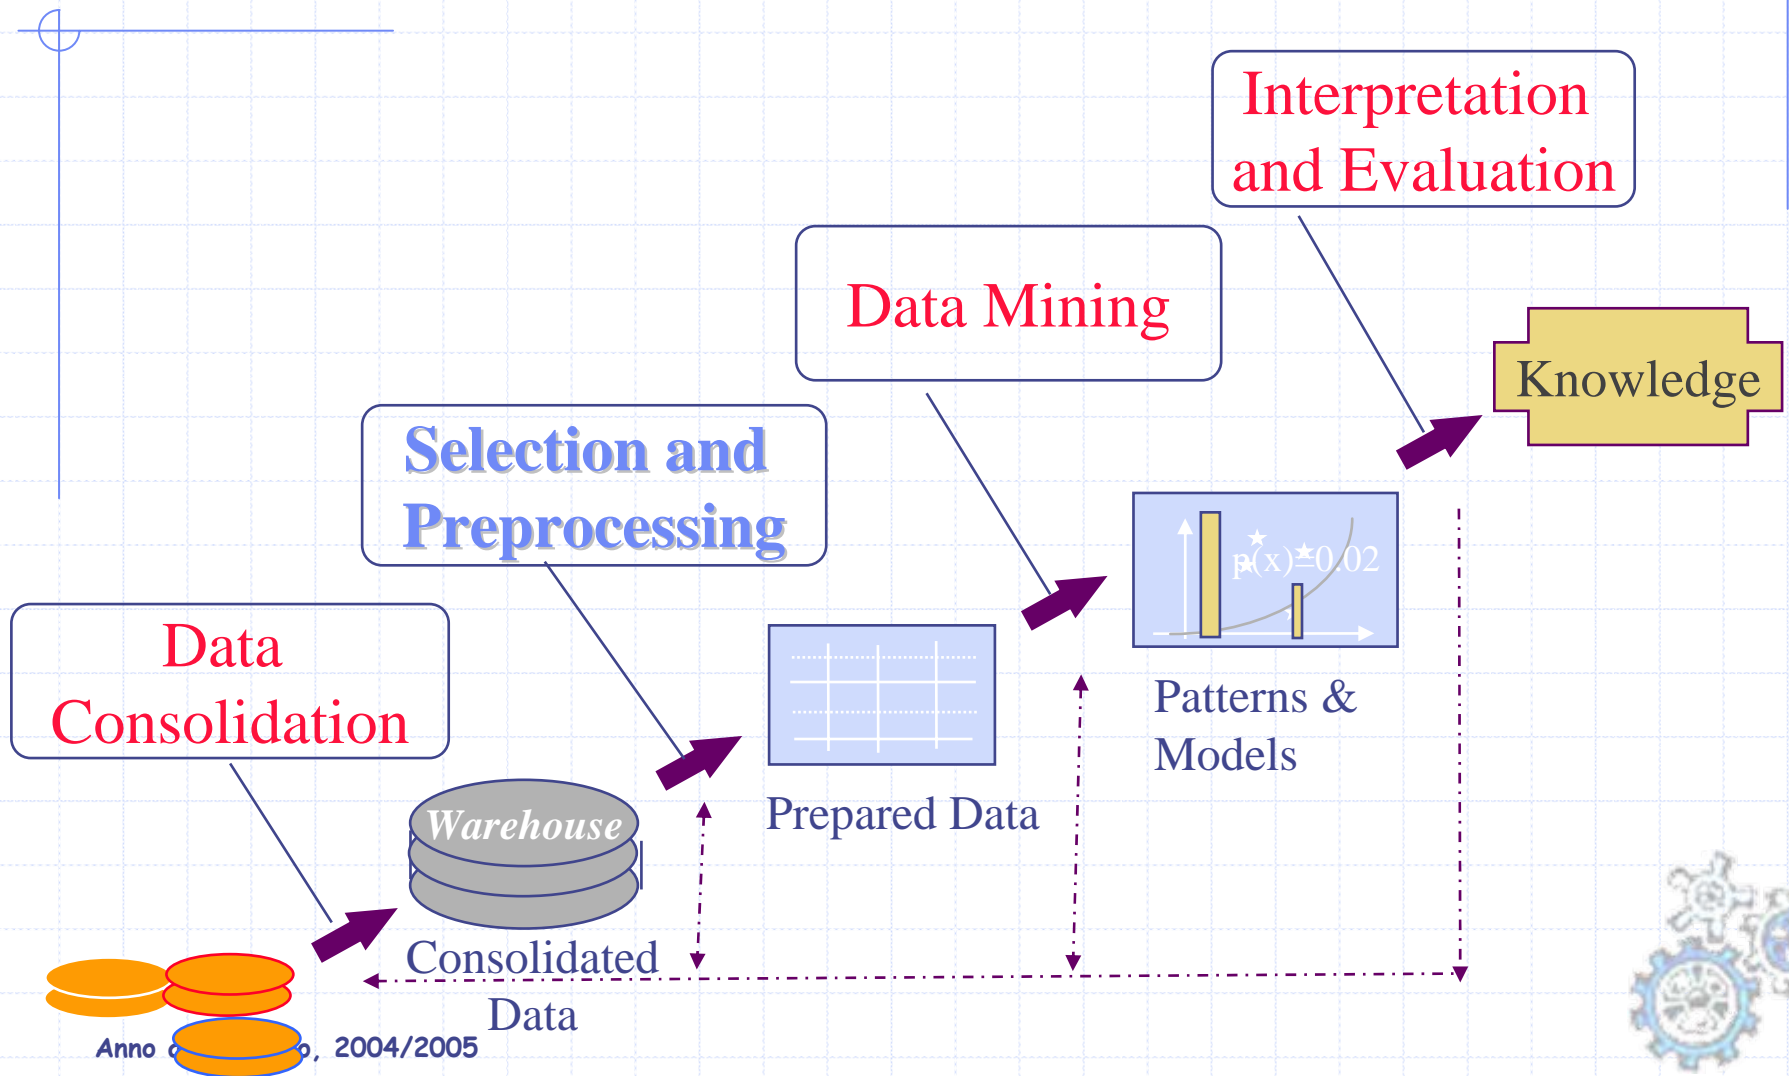 Interpretation
and Evaluation
Data Mining
Knowledge
Selection and
Preprocessing
p(x)=0.02
Data
Consolidation
Patterns &
Models
Warehouse
Prepared Data
Consolidated
Data
Anno
, 2004/2005